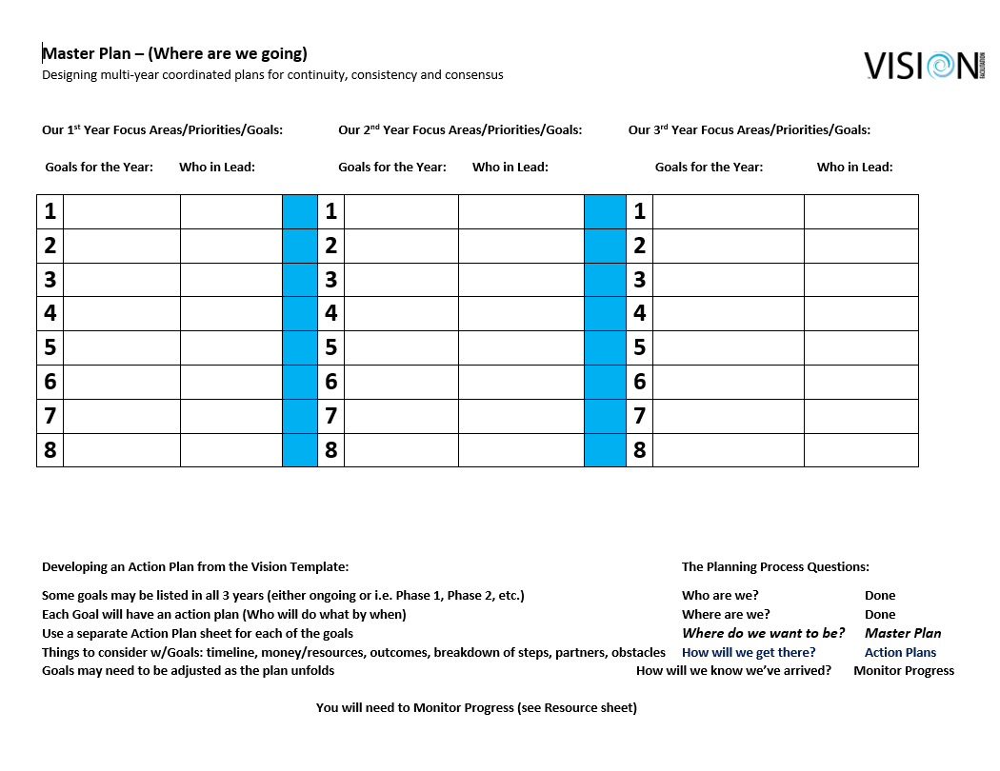 Master Plan – (Where are we going)
Designing multi-year coordinated plans for continuity, consistency and consensus
VISION FACILITATION
Our 1st Year Focus Areas/Priorities/Goals: Our 2nd Year Focus Areas/Priorities/Goals: Our 3rd Year Focus Areas/Priorities/Goals:
Goals for the Year: Who in Lead: Goals for the Year: Who in Lead: Goals for the Year: Who in Lead:
1 1 1
2 2 2
3 3 3
4 4 4
5 5 5
6 6 6
7 7 7
8 8 8
Developing an Action Plan from the Vision Template: The Planning Process Questions:
Some goals may be listed in all 3 years (either ongoing or i.e. Phase 1, Phase 2, etc.) Who are we? Done
Each Goal will have an action plan (Who will do what by when) Where are we? Done
Use a separate Action Plan sheet for each of the goals Where do we want to be? Master Plan
Things to consider w/Goals: timeline, money/resources, outcomes, breakdown of steps, partners, obstacles How will we get there? Action Plans
Goals may need to be adjusted as the plan unfolds How will we know we've arrived? Monitor Progress
You will need to Monitor Progress (see Resource sheet)